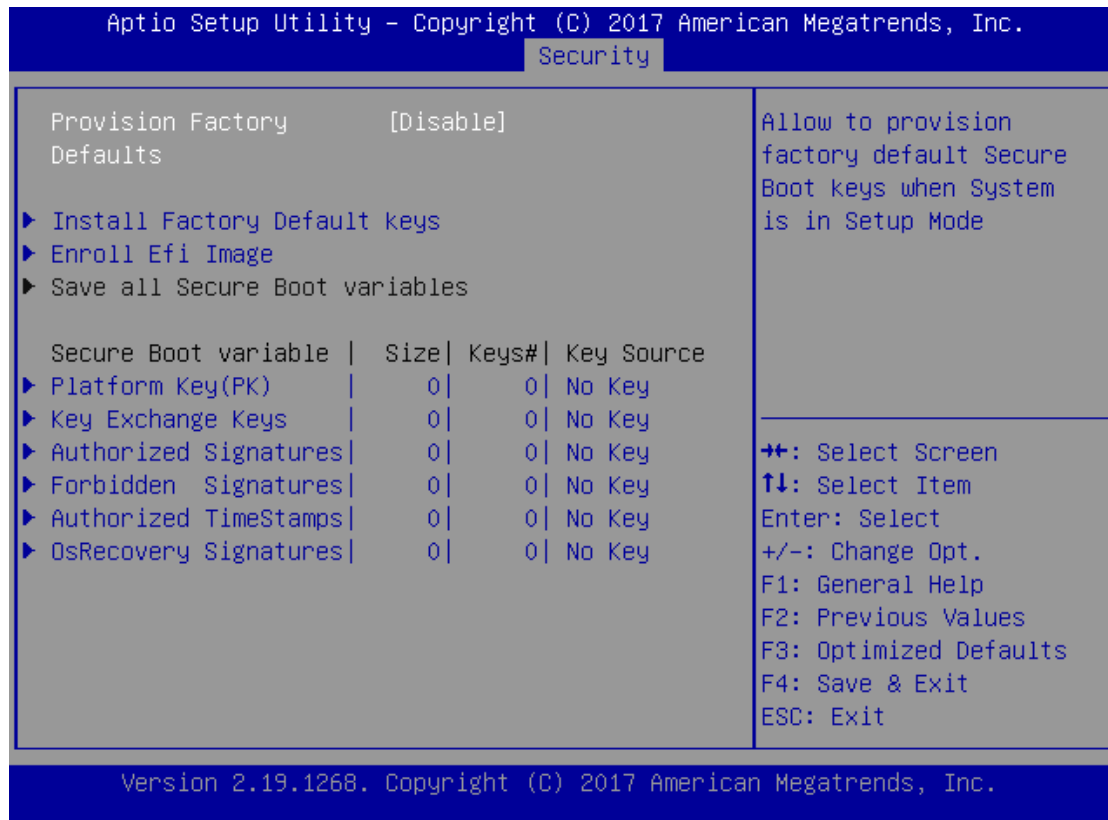 Aptio Setup Utility – Copyright (C) 2017 American Megatrends, Inc.
Security
Provision Factory [Disable]
Defaults
▶ Install Factory Default keys
▶ Enroll Efi Image
▶ Save all Secure Boot variables
Secure Boot variable | Size| Keys#| Key Source
▶ Platform Key(PK) | 0| 0| No Key
▶ Key Exchange Keys | 0| 0| No Key
▶ Authorized Signatures| 0| 0| No Key
▶ Forbidden Signatures| 0| 0| No Key
▶ Authorized TimeStamps| 0| 0| No Key
▶ OsRecovery Signatures| 0| 0| No Key
Allow to provision
factory default Secure
Boot keys when System
is in Setup Mode
→←: Select Screen
↑↓: Select Item
Enter: Select
+/-: Change Opt.
F1: General Help
F2: Previous Values
F3: Optimized Defaults
F4: Save & Exit
ESC: Exit
Version 2.19.1268. Copyright (C) 2017 American Megatrends, Inc.